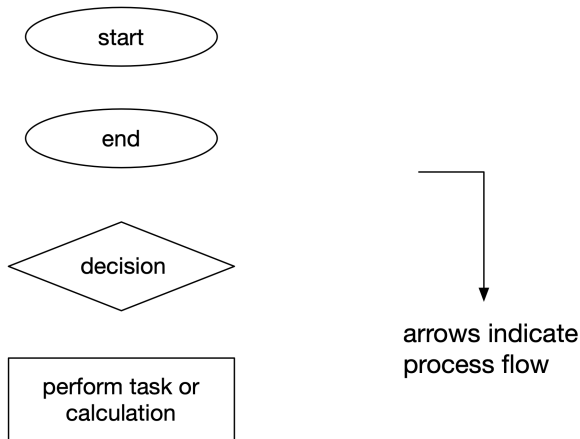 start
end
decision
arrows indicate
process flow
perform task or
calculation